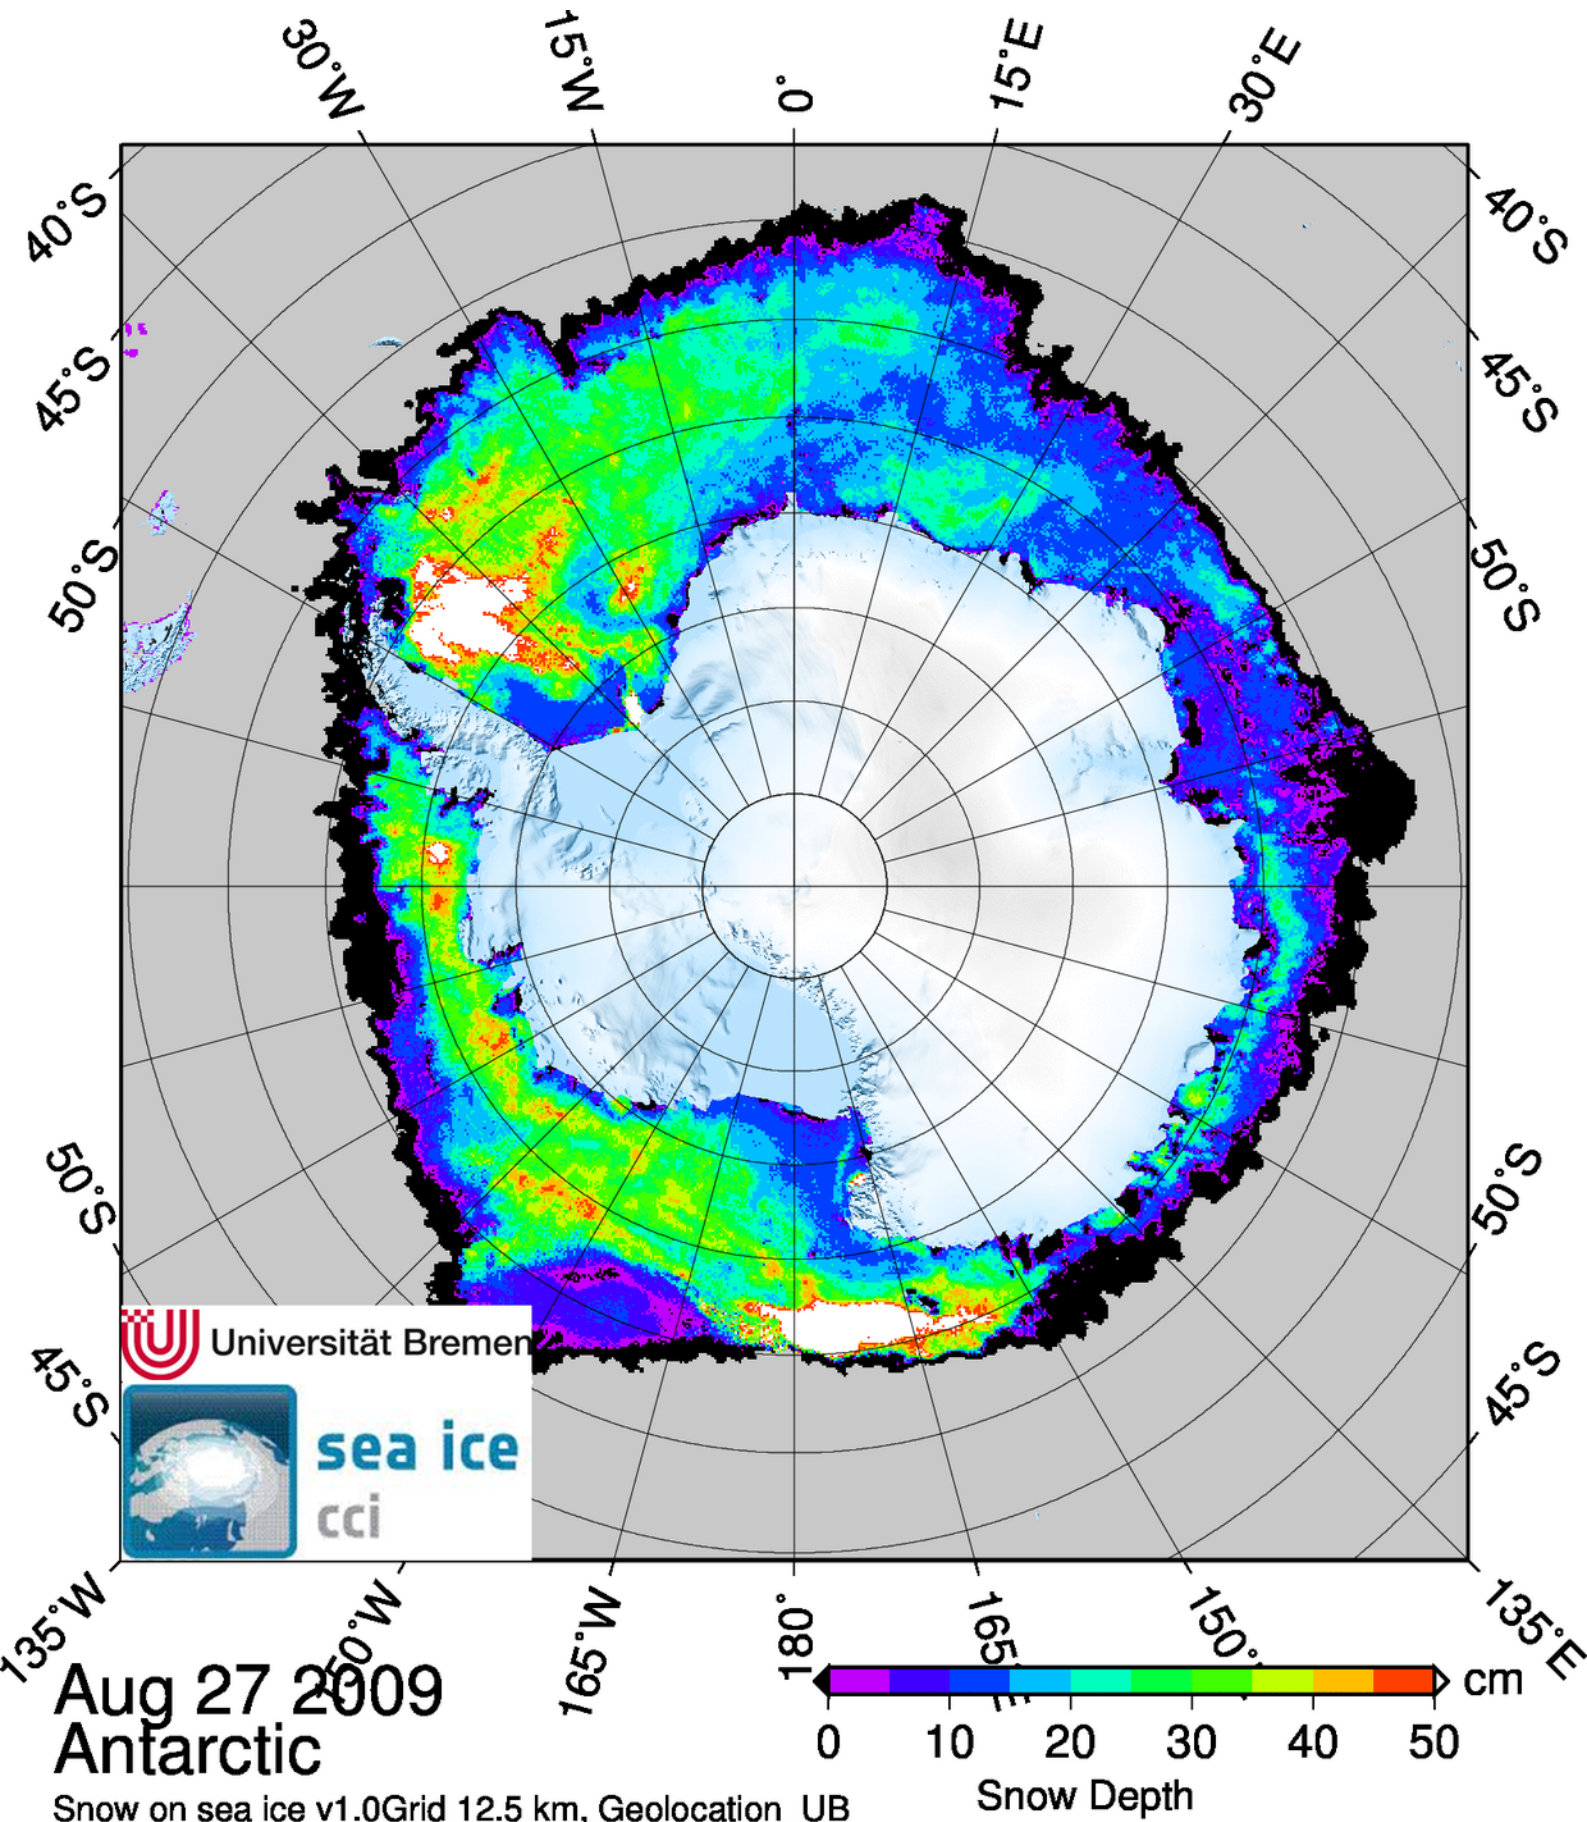 30°W 15°W 0° 15°E 30°E
40°S 40°S
45°S 45°S
50°S 50°S
50°S 50°S
45°S 45°S
Universität Bremen
sea ice
cci
135°W 165°W 180° 135°E
Aug 27 2009
Antarctic
Snow on sea ice v1.0Grid 12.5 km, Geolocation UB
cm
0 10 20 30 40 50
Snow Depth